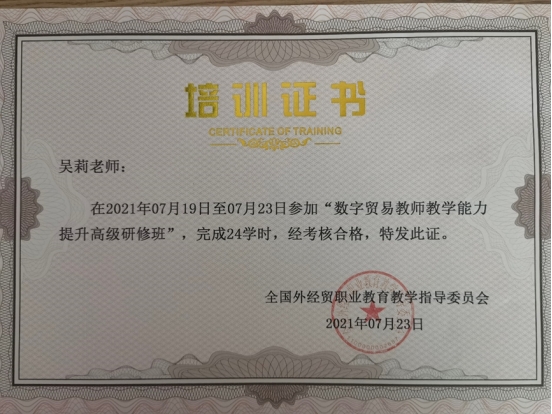 培训证书
CERTIFICATE OF TRAINING
吴莉老师：
在2021年07月19日至07月23日参加“数字贸易教师教学能力
提升高级研修班”，完成24学时，经考核合格，特发此证。
全国外经贸职业教育教学指导委员会
2021年07月23日